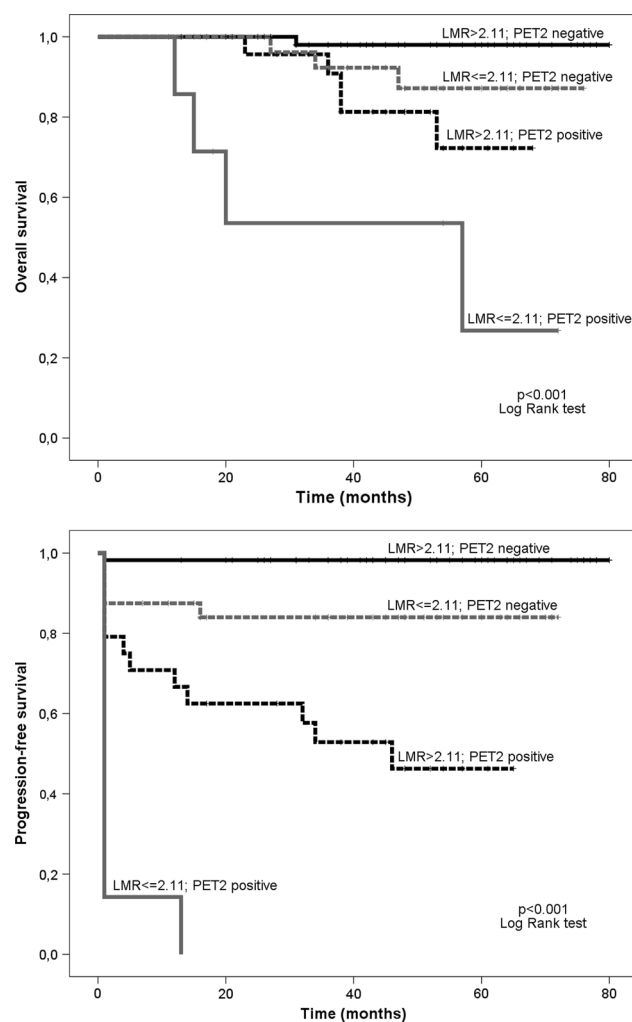 1,0
0,8
0,6
0,4
0,2
0,0
Overall survival
LMR>2.11; PET2 negative
LMR<=2.11; PET2 negative
LMR>2.11; PET2 positive
LMR<=2.11; PET2 positive
p<0.001
Log Rank test
0 20 40 60 80
Time (months)
1,0
0,8
0,6
0,4
0,2
0,0
Progression-free survival
LMR>2.11; PET2 negative
LMR<=2.11; PET2 negative
LMR>2.11; PET2 positive
LMR<=2.11; PET2 positive
p<0.001
Log Rank test
0 20 40 60 80
Time (months)